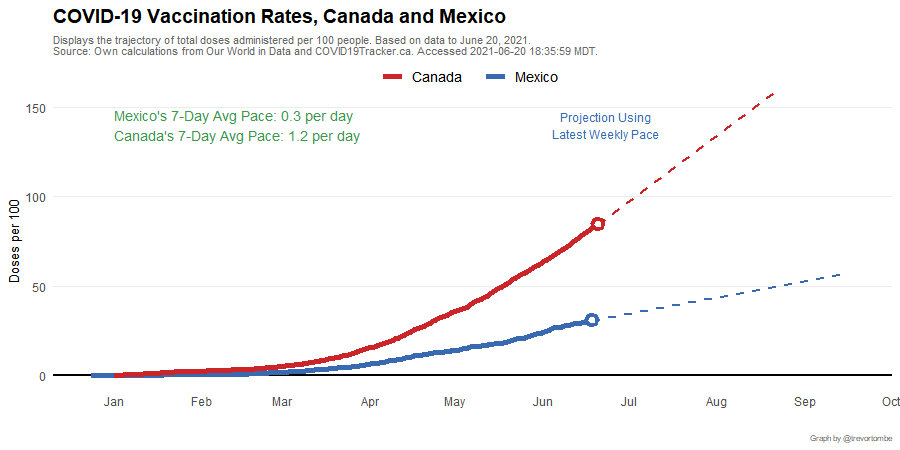 COVID-19 Vaccination Rates, Canada and Mexico
Displays the trajectory of total doses administered per 100 people. Based on data to June 20, 2021.
Source: Own calculations from Our World in Data and COVID19Tracker.ca. Accessed 2021-06-20 18:35:59 MDT.
Canada
Mexico
Mexico's 7-Day Avg Pace: 0.3 per day
Canada's 7-Day Avg Pace: 1.2 per day
Projection Using
Latest Weekly Pace
Doses per 100
150
100
50
0
Jan Feb Mar Apr May Jun Jul Aug Sep Oct
Graph by @trevortombe